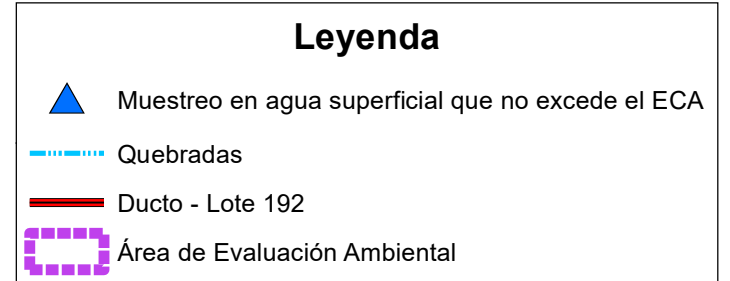 Leyenda
Muestreo en agua superficial que no excede el ECA
Quebradas
Ducto - Lote 192
Área de Evaluación Ambiental